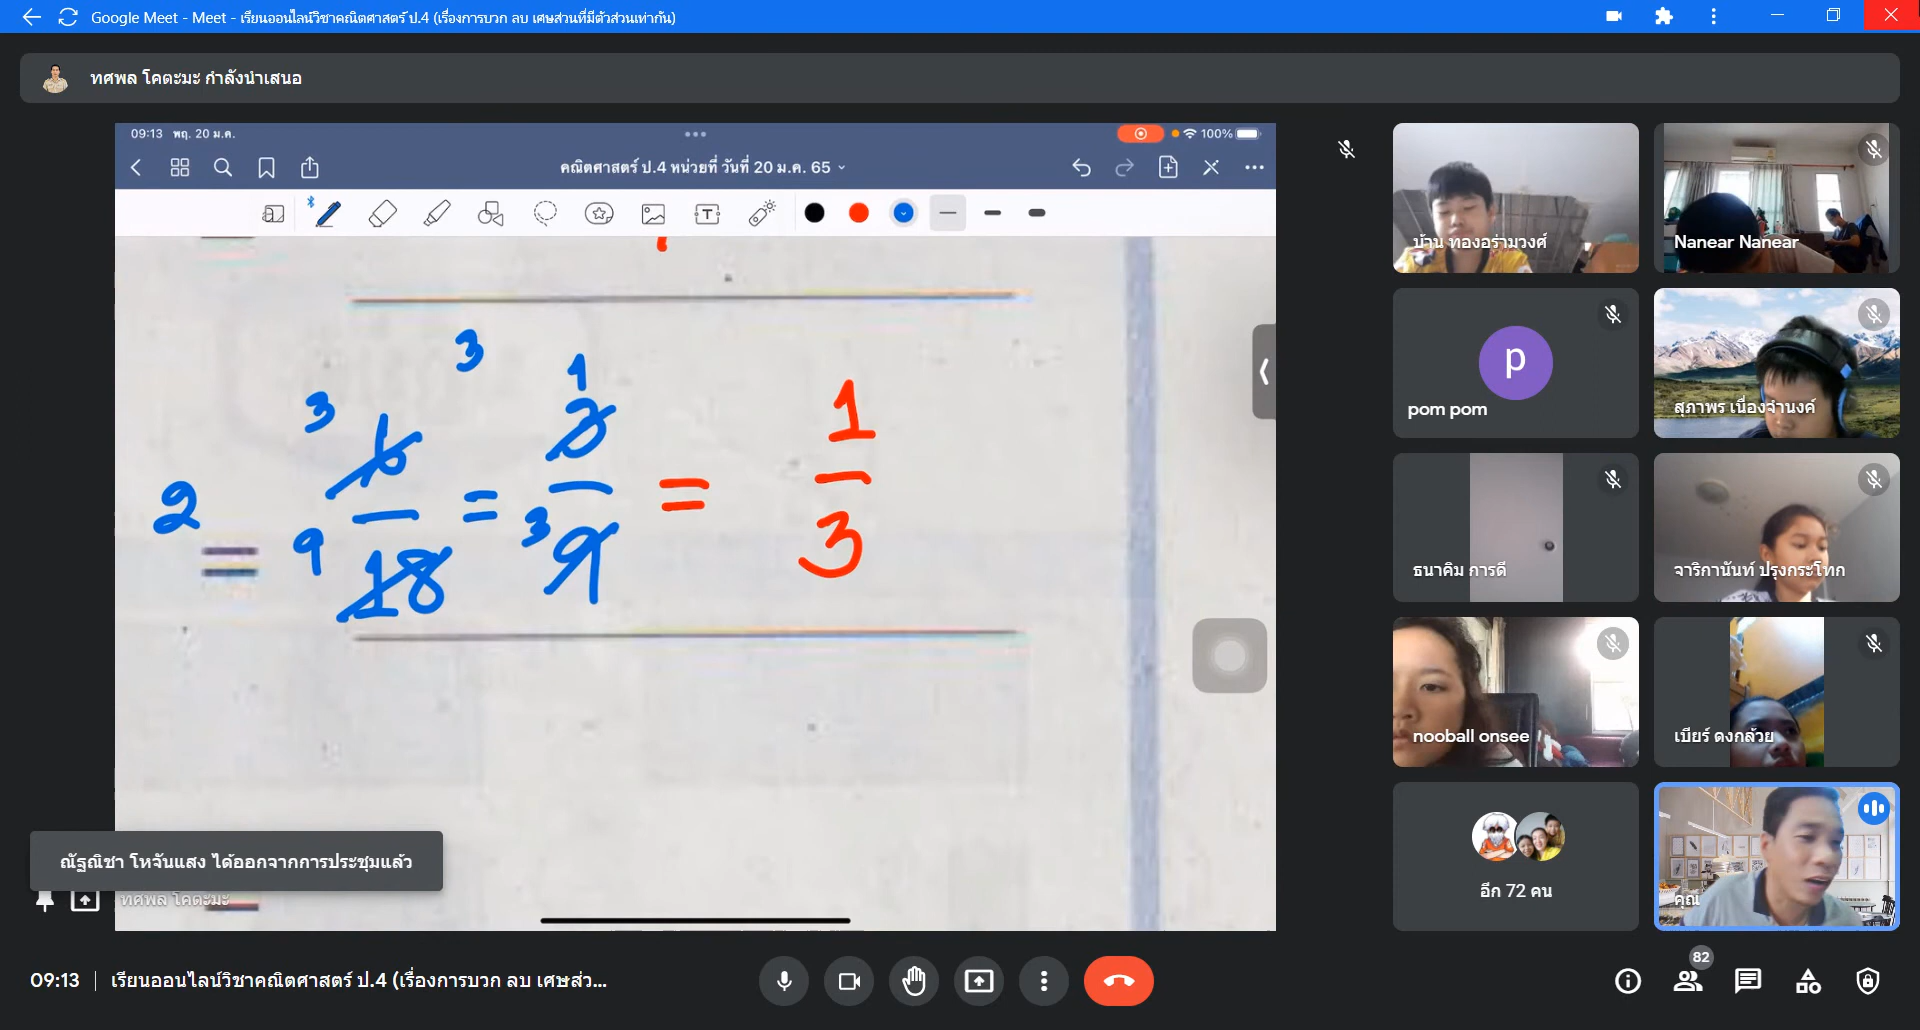 Google Meet - Meet - เรียนออนไลน์วิชาคณิตศาสตร์ ป.4 (เรื่องการบวก ลบ เศษส่วนที่มีตัวส่วนเท่ากัน)
ทศพล โคตะมะ กำลังนำเสนอ
09:13 พฤ. 20 ม.ค.
100%
คณิตศาสตร์ ป.4 หน่วยที่ วันที่ 20 ม.ค. 65
T
3
3 6 1 2 1
2 = — = — = —
9 18 3 9 3
บ้าน ทองอร่ามวงศ์
Nanear Nanear
p
pom pom
สุภาพร เนื่องจำนงค์
ธนาคิม การดี
จาริกานันท์ ปรุงกระโทก
nooball onsee
เบียร์ ดงกล้วย
อีก 72 คน
คุณ
ณัฐณิชา โหจันแสง ได้ออกจากการประชุมแล้ว
ทศพล โคตะมะ
09:13 | เรียนออนไลน์วิชาคณิตศาสตร์ ป.4 (เรื่องการบวก ลบ เศษส่ว...
82